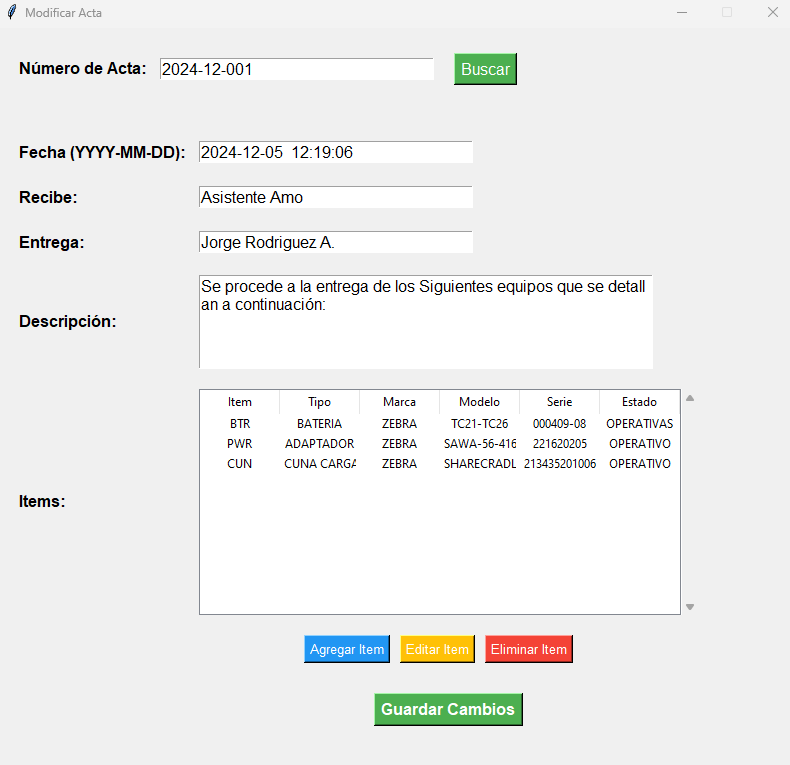 Modificar Acta
Número de Acta: 2024-12-001 Buscar
Fecha (YYYY-MM-DD): 2024-12-05 12:19:06
Recibe: Asistente Amo
Entrega: Jorge Rodriguez A.
Descripción:
Se procede a la entrega de los Siguientes equipos que se detall
an a continuación:
Items:
Item Tipo Marca Modelo Serie Estado
BTR BATERIA ZEBRA TC21-TC26 000409-08 OPERATIVAS
PWR ADAPTADOR ZEBRA SAWA-56-416 221620205 OPERATIVO
CUN CUNA CARGA ZEBRA SHARECRADL 213435201006 OPERATIVO
Agregar Item Editar Item Eliminar Item
Guardar Cambios